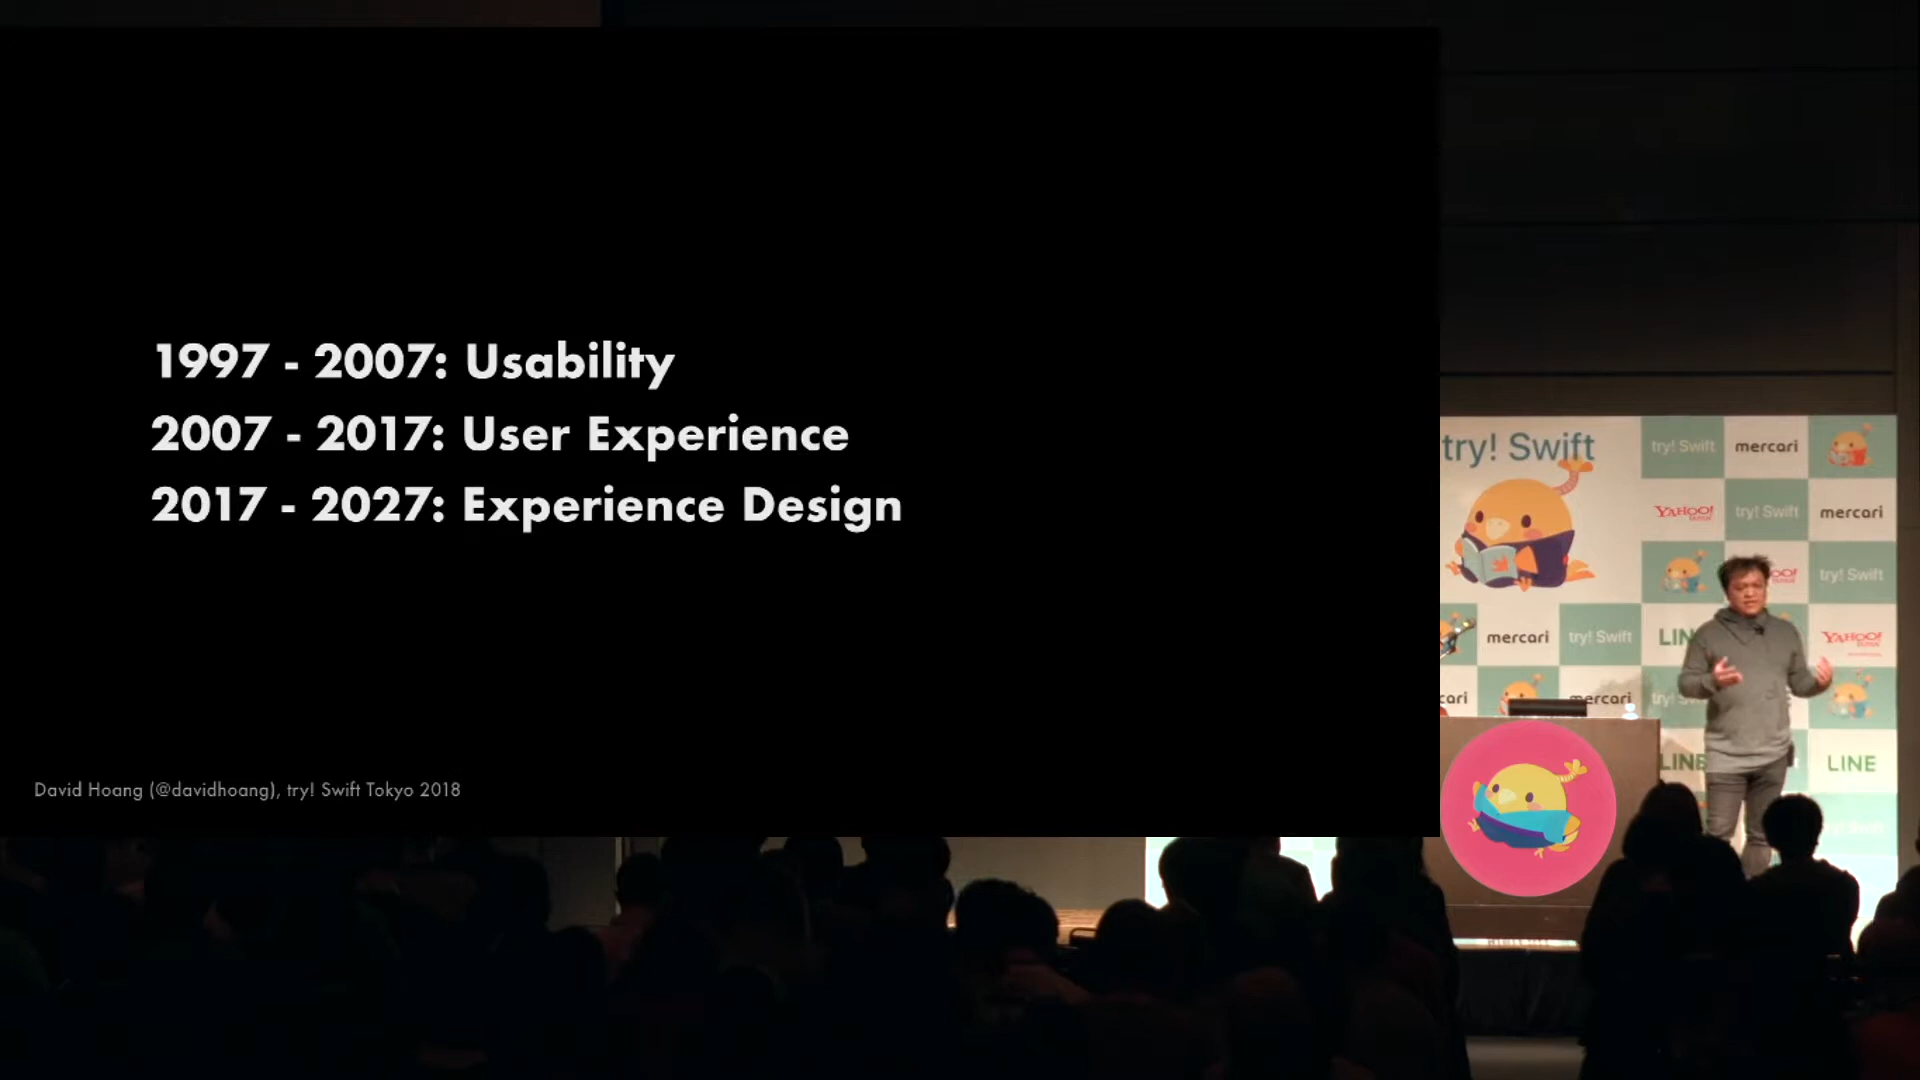 1997 - 2007: Usability
2007 - 2017: User Experience
2017 - 2027: Experience Design
David Hoang (@davidhoang), try! Swift Tokyo 2018
try! Swift
try! Swift mercari
YAHOO! try! Swift mercari
try! Swift
mercari try! Swift LIN YAHOO!
cari mercari try! S
LINE LINE